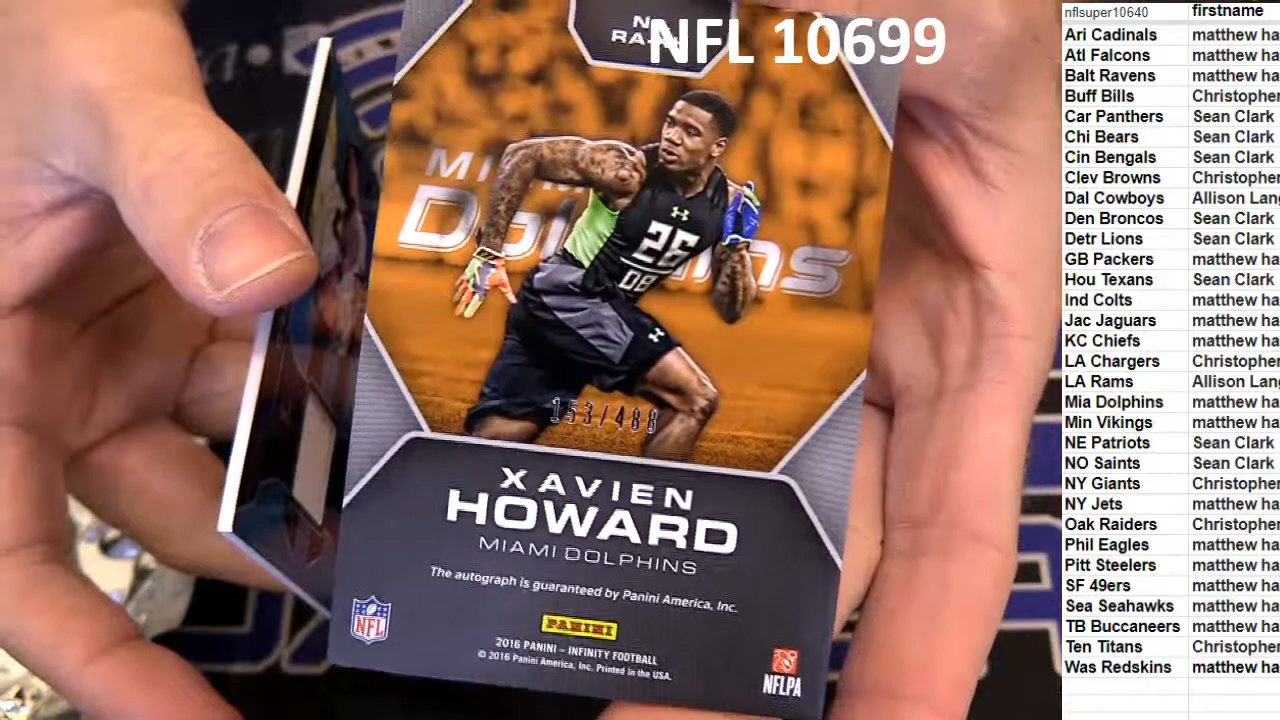 NFL 10699
26
DB
153/488
XAVIEN
HOWARD
MIAMI DOLPHINS
The autograph is guaranteed by Panini America, Inc.
PANINI
2016 PANINI – INFINITY FOOTBALL
© 2016 Panini America, Inc. Printed in the USA.
NFL
NFLPA
nflsuper10640 firstname
Ari Cadinals matthew ha
Atl Falcons matthew ha
Balt Ravens matthew ha
Buff Bills Christopher
Car Panthers Sean Clark
Chi Bears Sean Clark
Cin Bengals Sean Clark
Clev Browns Christopher
Dal Cowboys Allison Lang
Den Broncos Sean Clark
Detr Lions Sean Clark
GB Packers matthew ha
Hou Texans Sean Clark
Ind Colts matthew ha
Jac Jaguars matthew ha
KC Chiefs matthew ha
LA Chargers Christopher
LA Rams Allison Lang
Mia Dolphins matthew ha
Min Vikings matthew ha
NE Patriots Sean Clark
NO Saints Sean Clark
NY Giants Christopher
NY Jets matthew ha
Oak Raiders Christopher
Phil Eagles matthew ha
Pitt Steelers matthew ha
SF 49ers matthew ha
Sea Seahawks matthew ha
TB Buccaneers matthew ha
Ten Titans Christopher
Was Redskins matthew ha